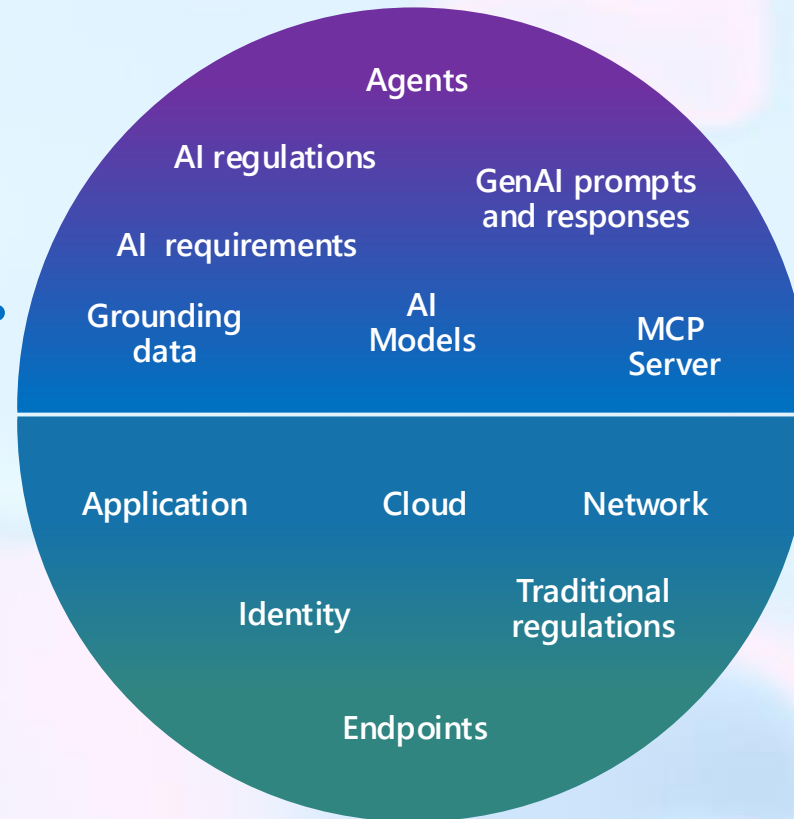 Agents
AI regulations
GenAI prompts
and responses
AI requirements
Grounding
data
AI
Models
MCP
Server
Application
Cloud
Network
Identity
Traditional
regulations
Endpoints